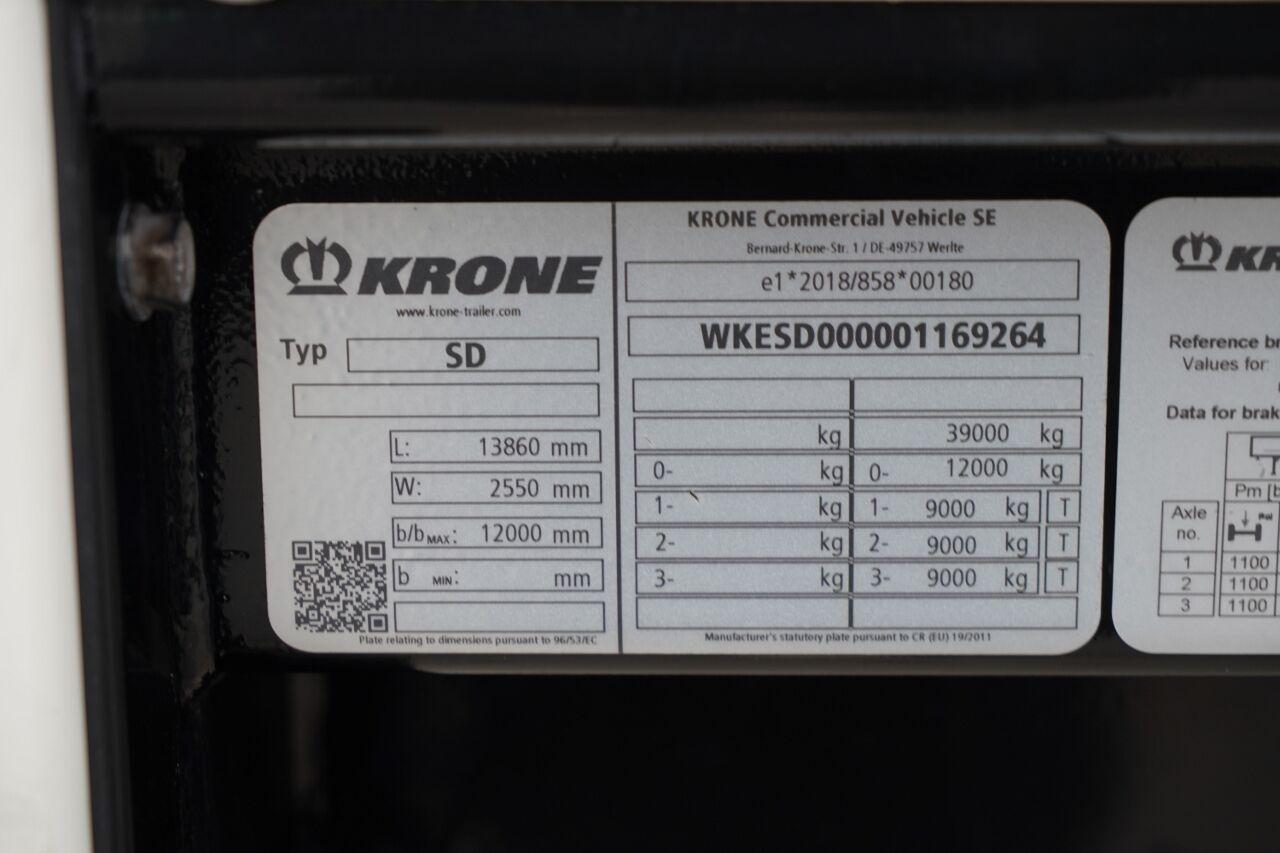 KRONE
www.krone-trailer.com
Typ SD
L: 13860 mm
W: 2550 mm
b/b MAX: 12000 mm
b MIN: mm
Plate relating to dimensions pursuant to 96/53/EC
KRONE Commercial Vehicle SE
Bernard-Krone-Str. 1 / DE-49757 Werlte
e1*2018/858*00180
WKESD000001169264
kg 39000 kg
0- kg 0- 12000 kg
1- kg 1- 9000 kg T
2- kg 2- 9000 kg T
3- kg 3- 9000 kg T
Manufacturer's statutory plate pursuant to CR (EU) 19/2011
KR
Reference br
Values for:
Data for brak
Pm [b
Axle
no.
1 1100
2 1100
3 1100